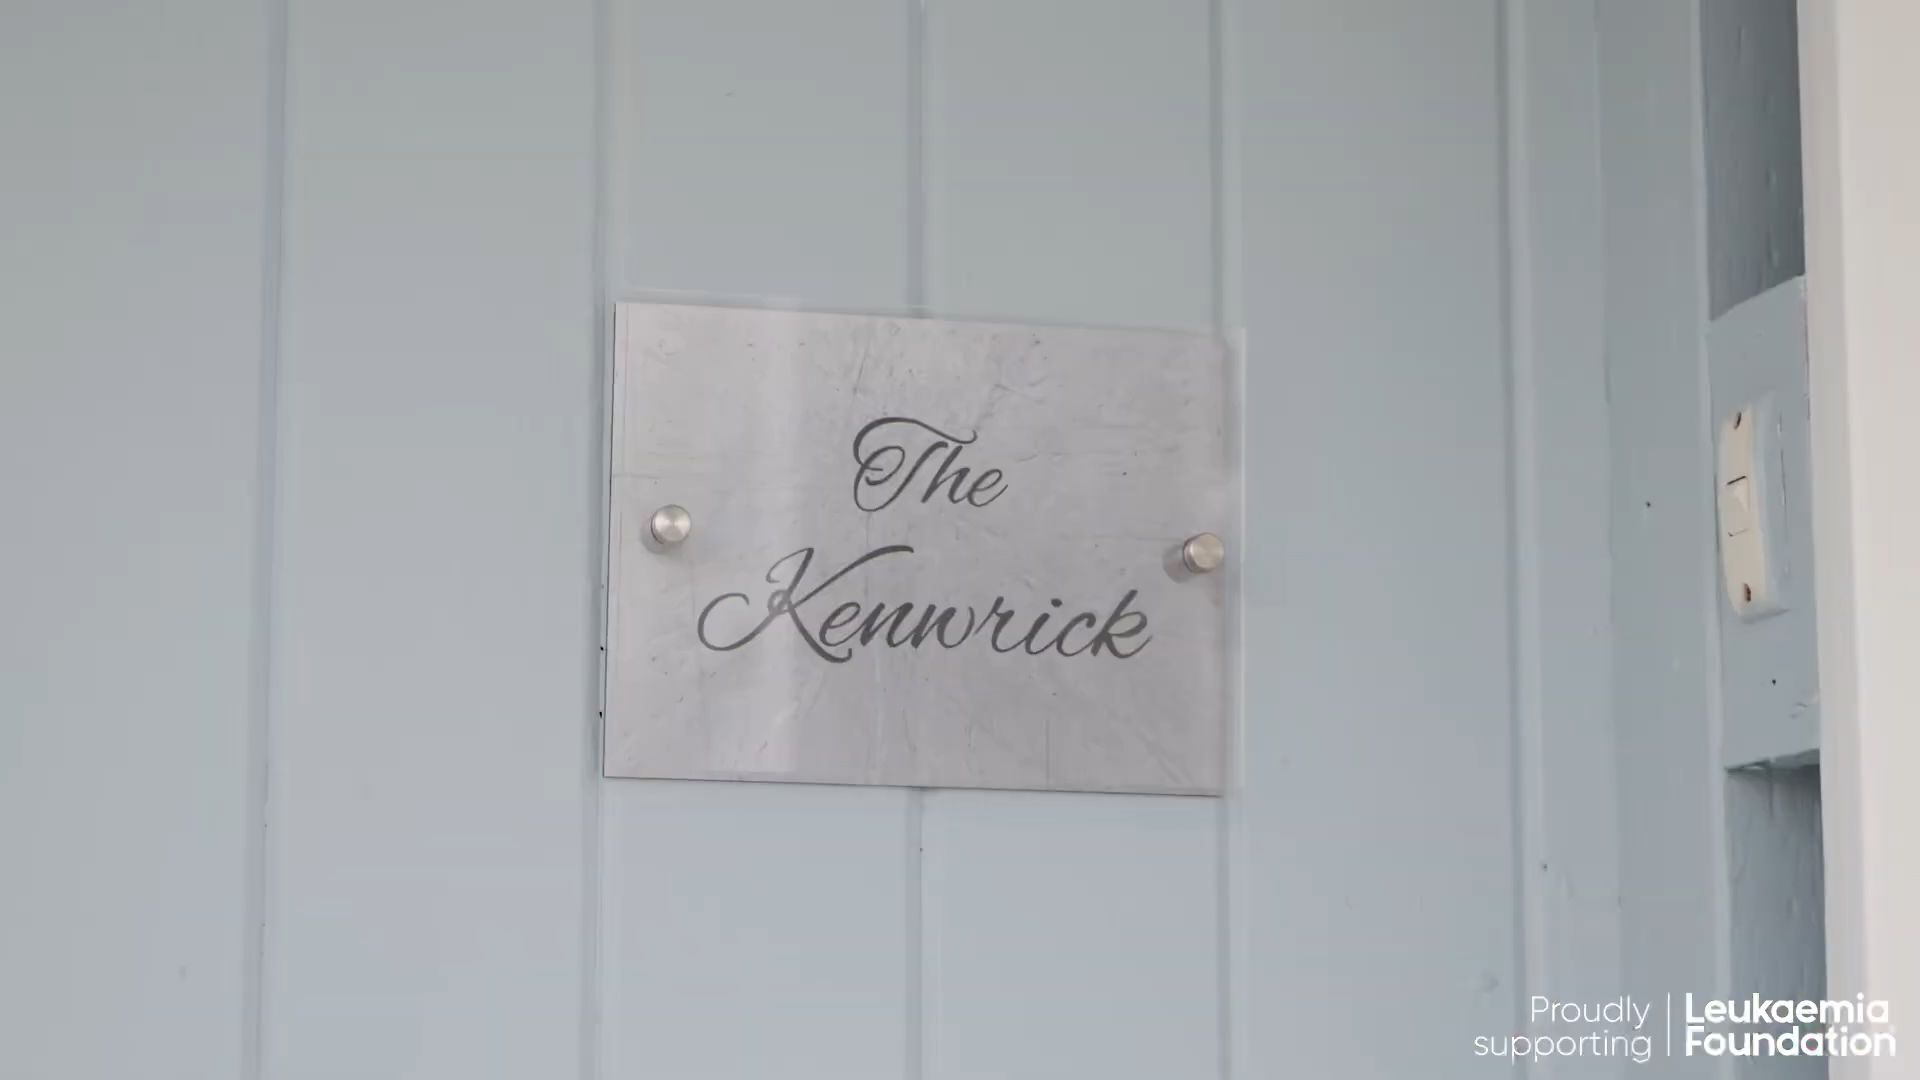 The
Kenwrick
Proudly
supporting
Leukaemia
Foundation